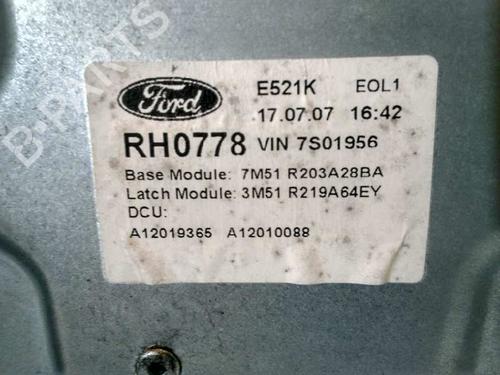 B-PARTS
Ford
E521K EOL1
17.07.07 16:42
RH0778 VIN 7S01956
Base Module: 7M51 R203A28BA
Latch Module: 3M51 R219A64EY
DCU:
A12019365 A12010088